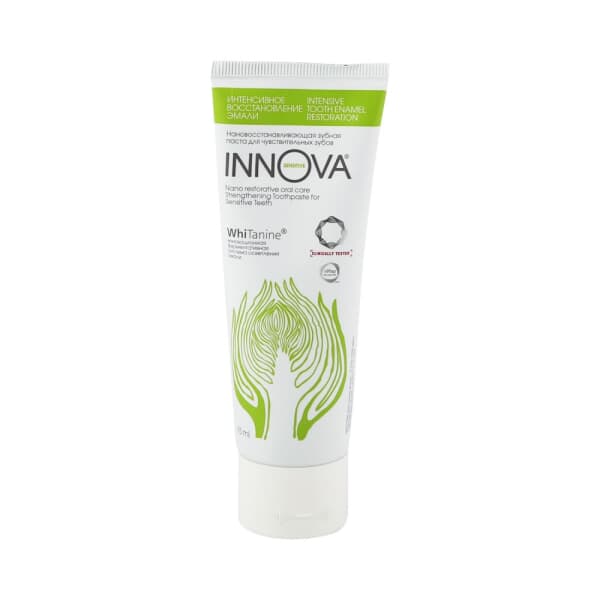 ИНТЕНСИВНОЕ
ВОССТАНОВЛЕНИЕ
ЭМАЛИ
INTENSIVE
TOOTH ENAMEL
RESTORATION
Нановосстанавливающая зубная
паста для чувствительных зубов
SENSITIVE
INNOVA®
Nano restorative oral care
Strengthening Toothpaste for
Sensitive Teeth
WhiTanine®
CLINICALLY TESTED
ml